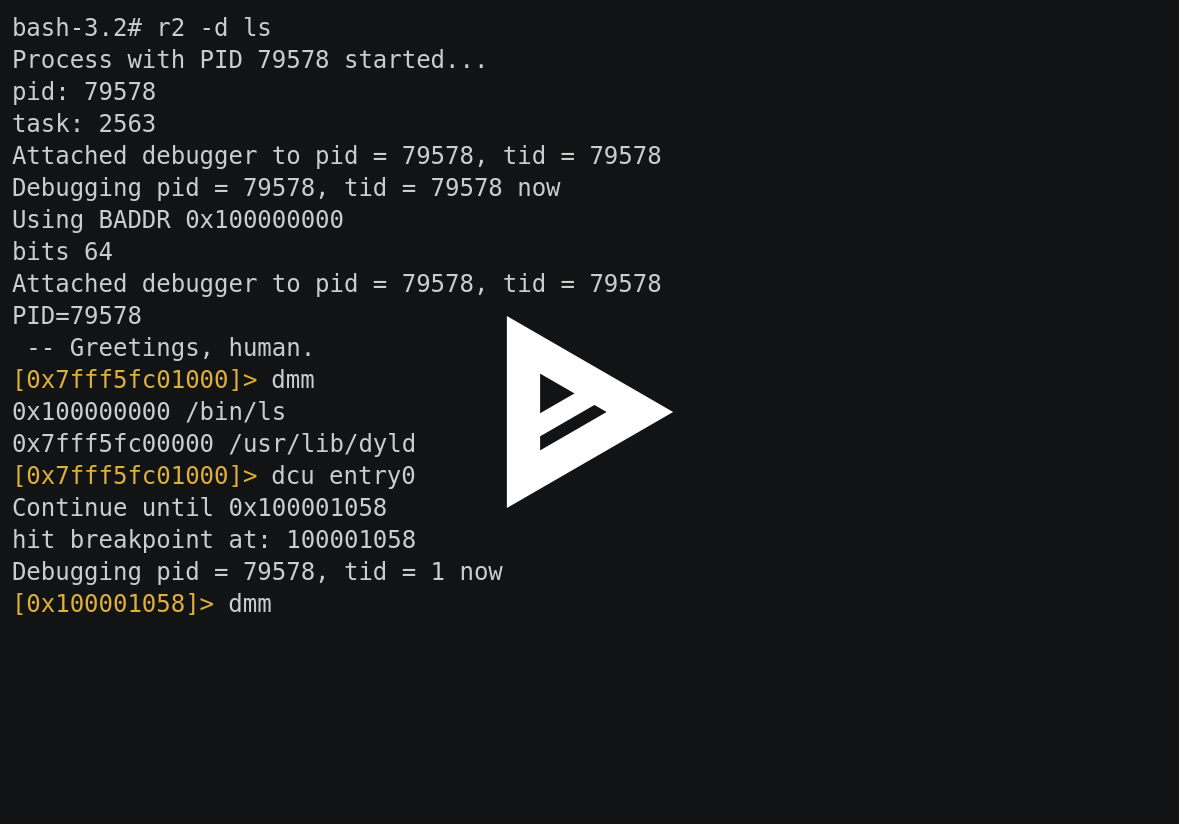 bash-3.2# r2 -d ls
Process with PID 79578 started...
pid: 79578
task: 2563
Attached debugger to pid = 79578, tid = 79578
Debugging pid = 79578, tid = 79578 now
Using BADDR 0x100000000
bits 64
Attached debugger to pid = 79578, tid = 79578
PID=79578
 -- Greetings, human.
[0x7fff5fc01000]> dmm
0x100000000 /bin/ls
0x7fff5fc00000 /usr/lib/dyld
[0x7fff5fc01000]> dcu entry0
Continue until 0x100001058
hit breakpoint at: 100001058
Debugging pid = 79578, tid = 1 now
[0x100001058]> dmm